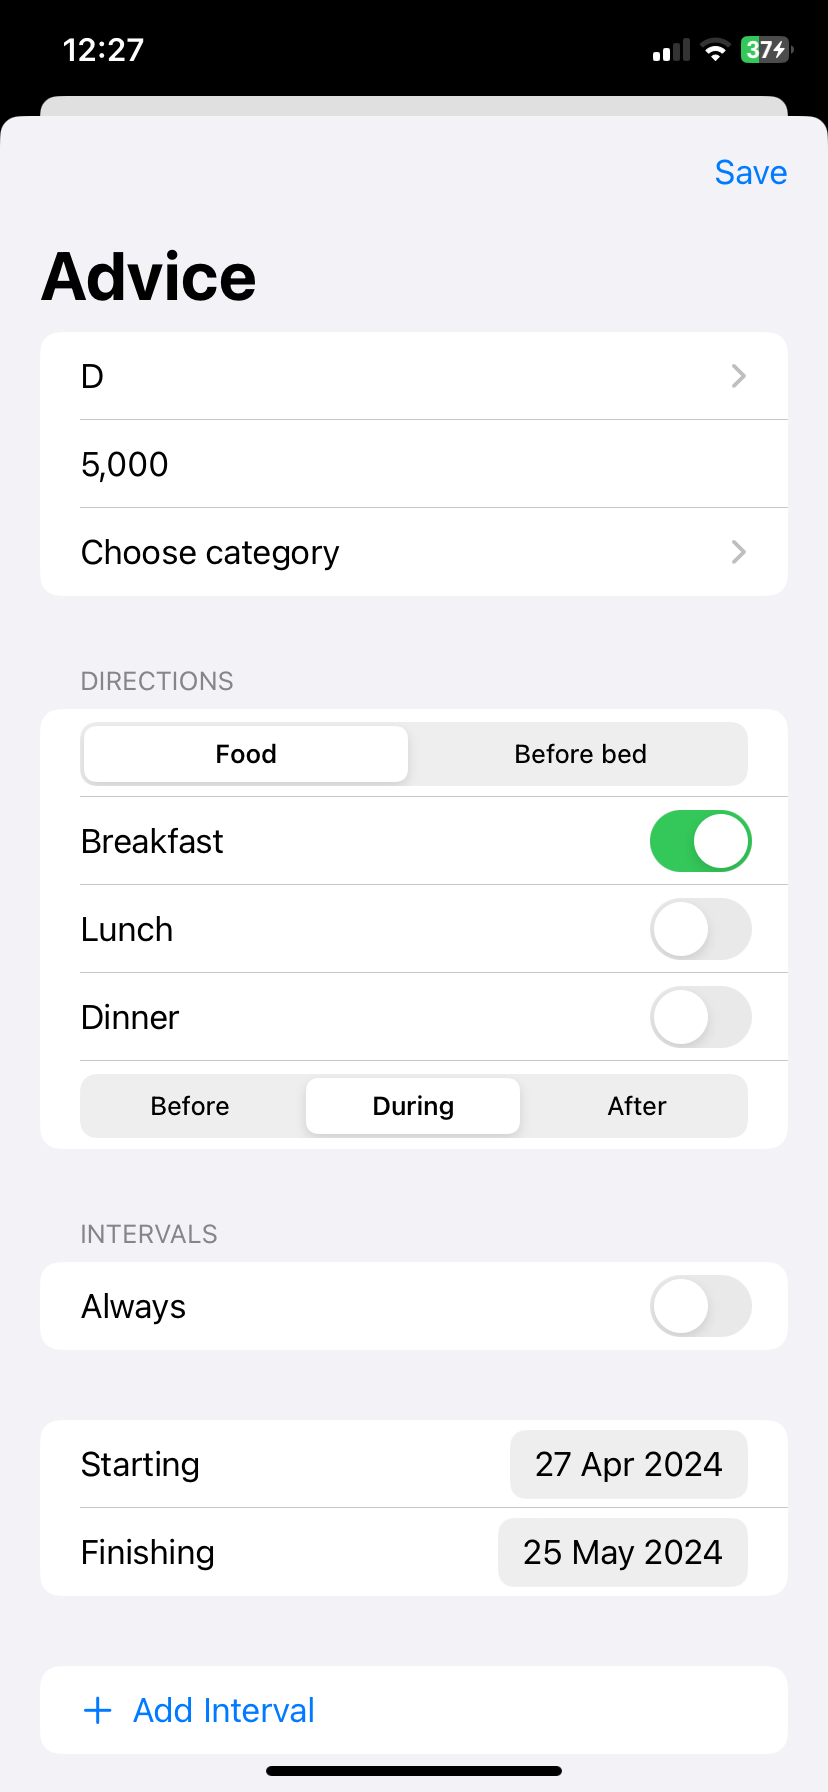 12:27
37
Save
Advice
D
5,000
Choose category
DIRECTIONS
Food Before bed
Breakfast
Lunch
Dinner
Before During After
INTERVALS
Always
Starting 27 Apr 2024
Finishing 25 May 2024
+ Add Interval